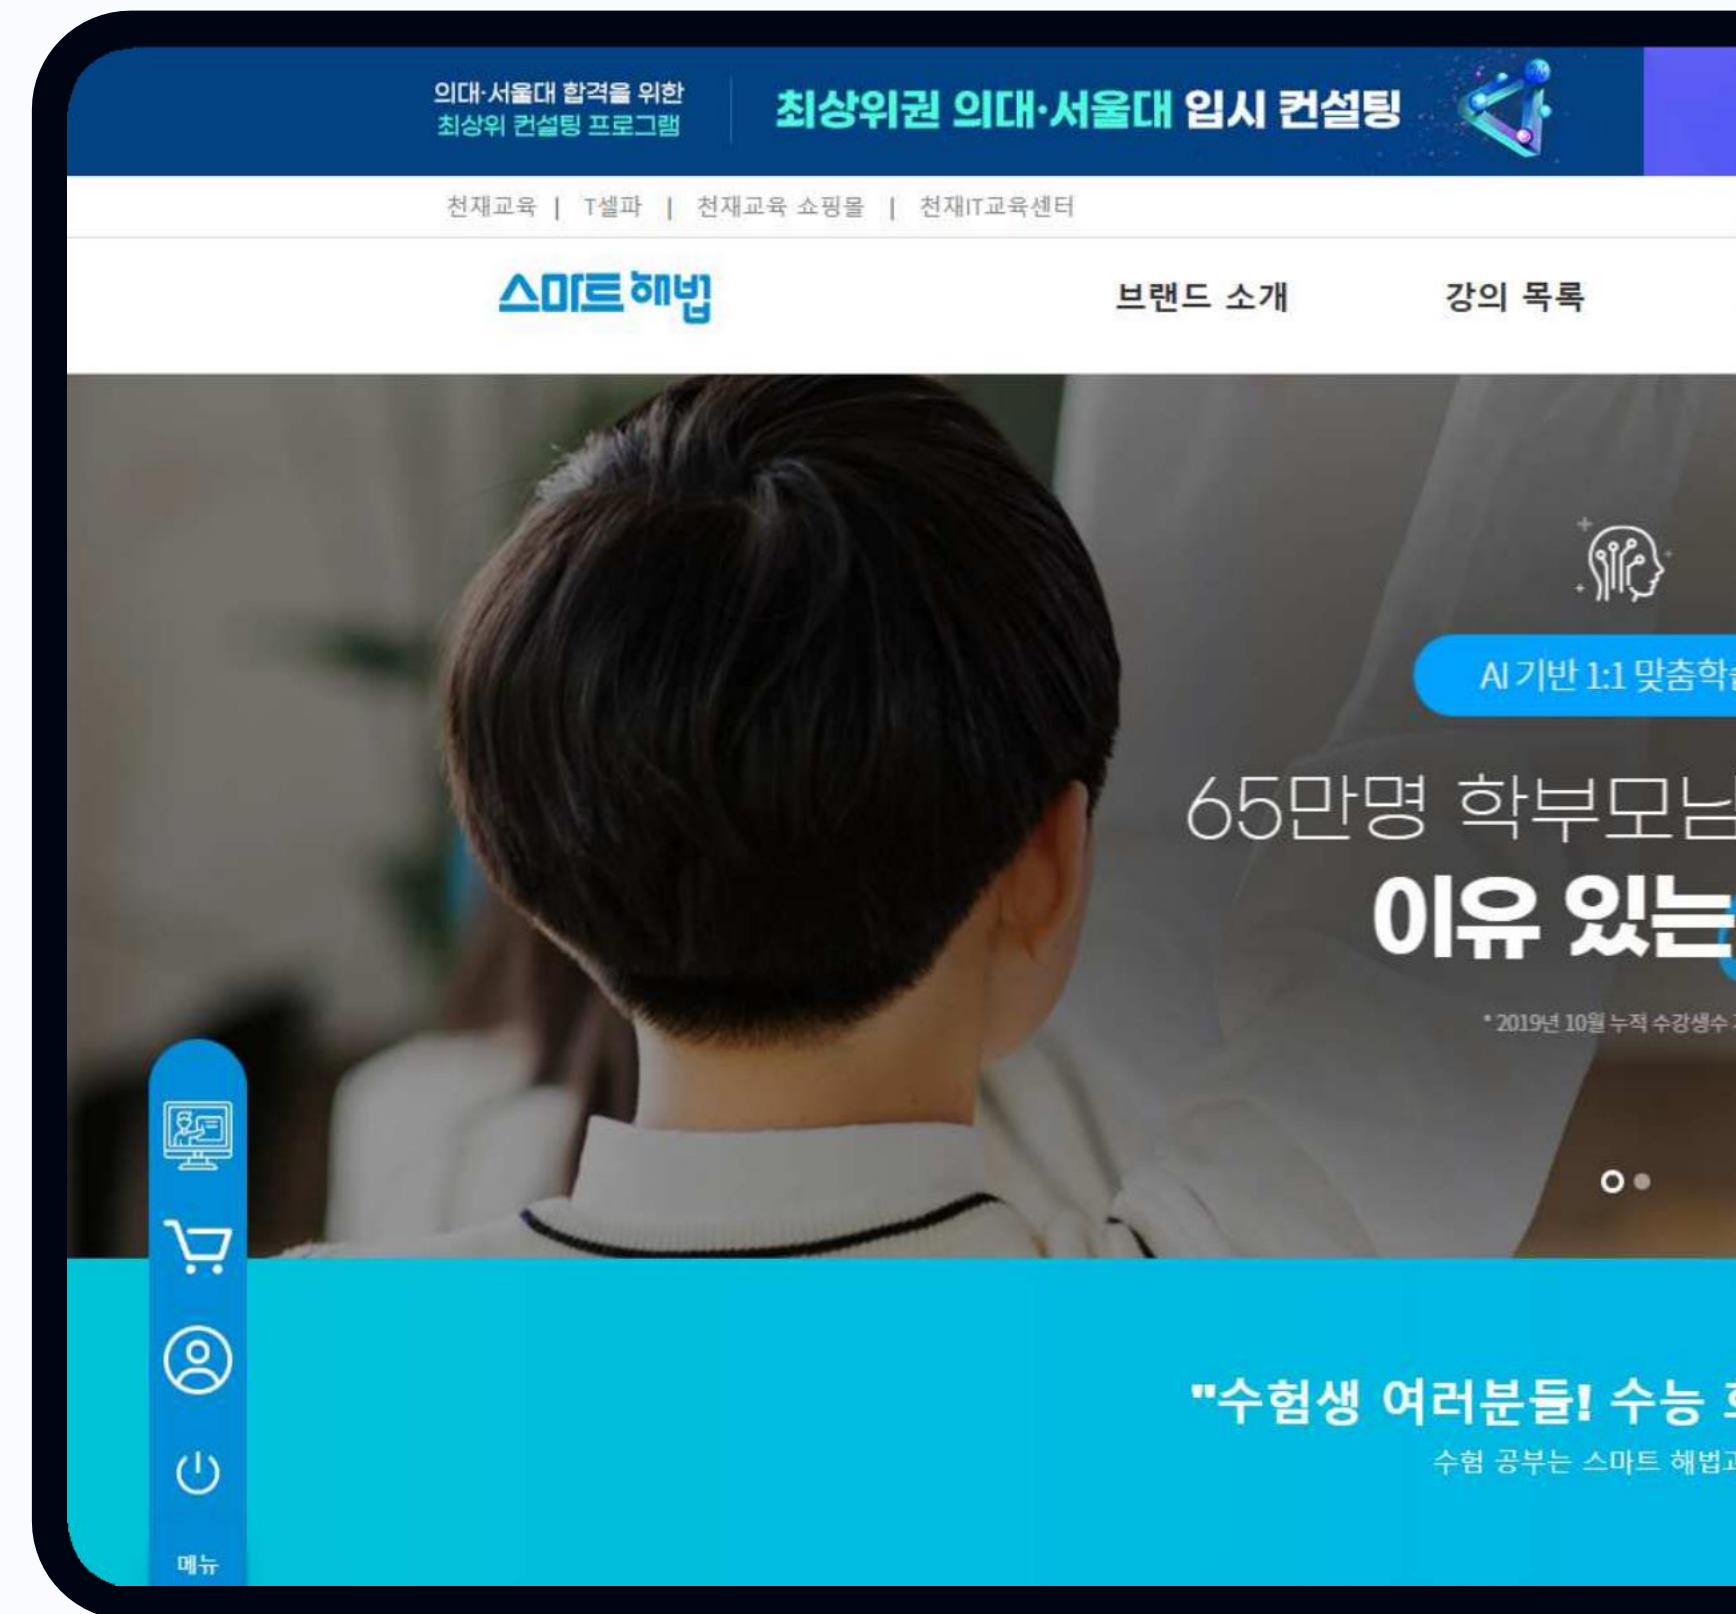 의대·서울대 합격을 위한
최상위 컨설팅 프로그램
최상위권 의대·서울대 입시 컨설팅
천재교육 | T셀파 | 천재교육 쇼핑몰 | 천재IT교육센터
스마트해법
브랜드 소개
강의 목록
AI 기반 1:1 맞춤학
65만명 학부모님
이유 있는
* 2019년 10월 누적 수강생수
"수험생 여러분들! 수능
수험 공부는 스마트 해법
메뉴